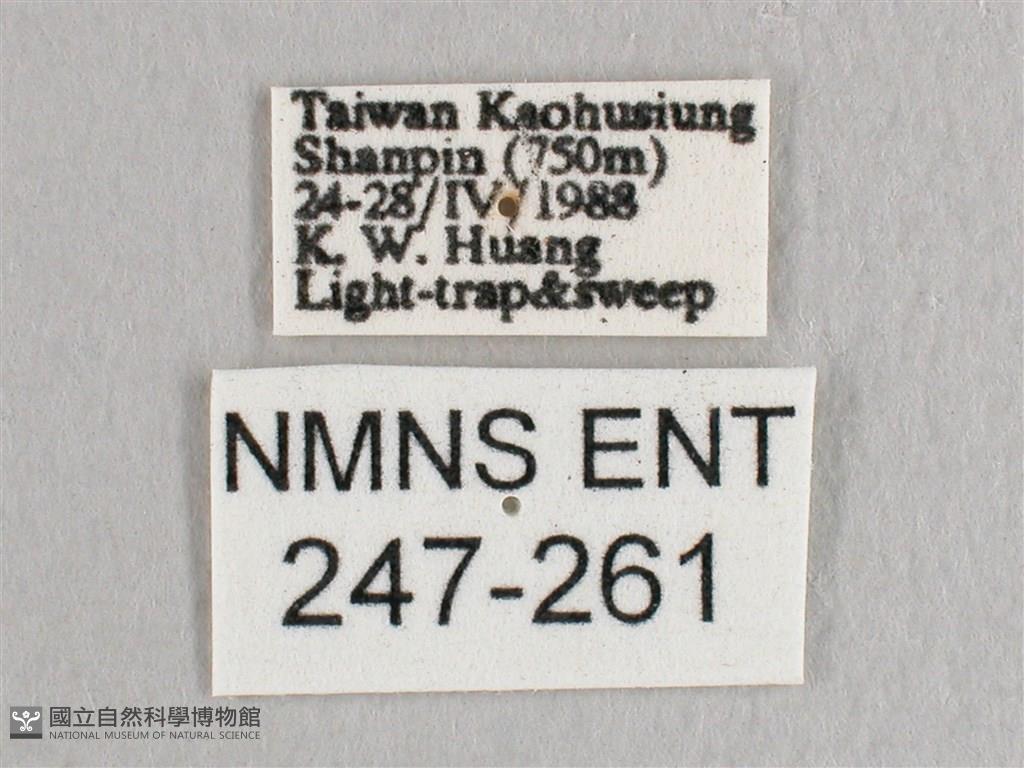 Taiwan Kaohusiung
Shanpin (750m)
24-28/IV/1988
K. W. Huang
Light-trap&sweep
NMNS ENT
247-261
國立自然科學博物館
NATIONAL MUSEUM OF NATURAL SCIENCE